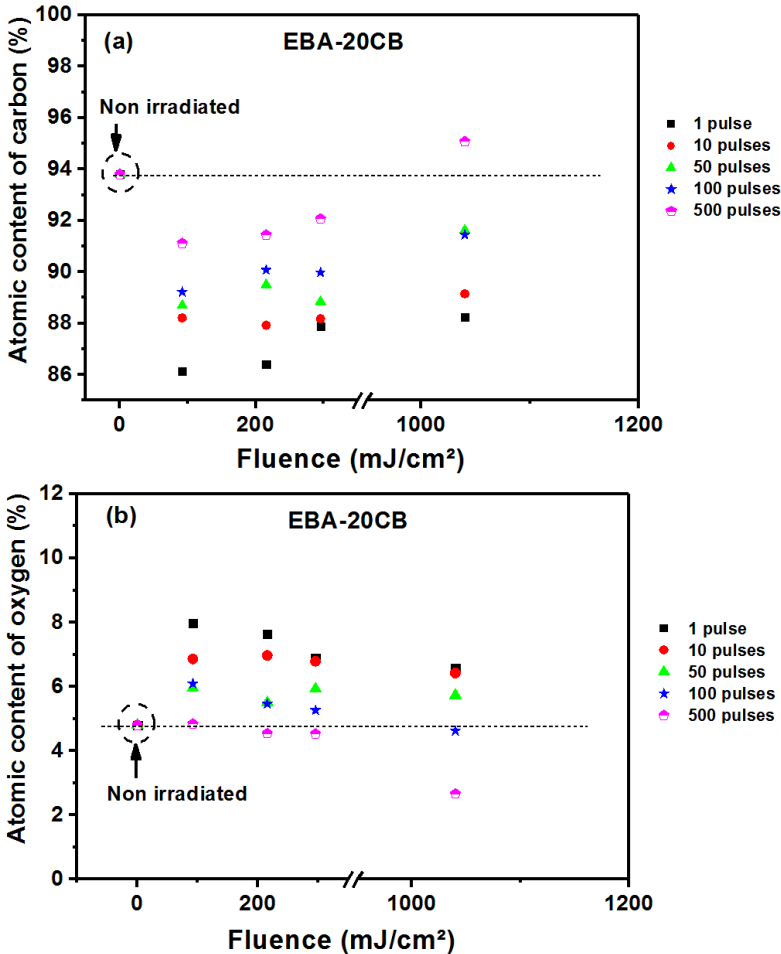 100
(a)
EBA-20CB
98
Non irradiated
96
94
92
90
88
86
Atomic content of carbon (%)
1 pulse
10 pulses
50 pulses
100 pulses
500 pulses
0
200
1000
1200
Fluence (mJ/cm²)
12
(b)
EBA-20CB
10
8
6
4
2
0
Atomic content of oxygen (%)
1 pulse
10 pulses
50 pulses
100 pulses
500 pulses
Non irradiated
0
200
1000
1200
Fluence (mJ/cm²)